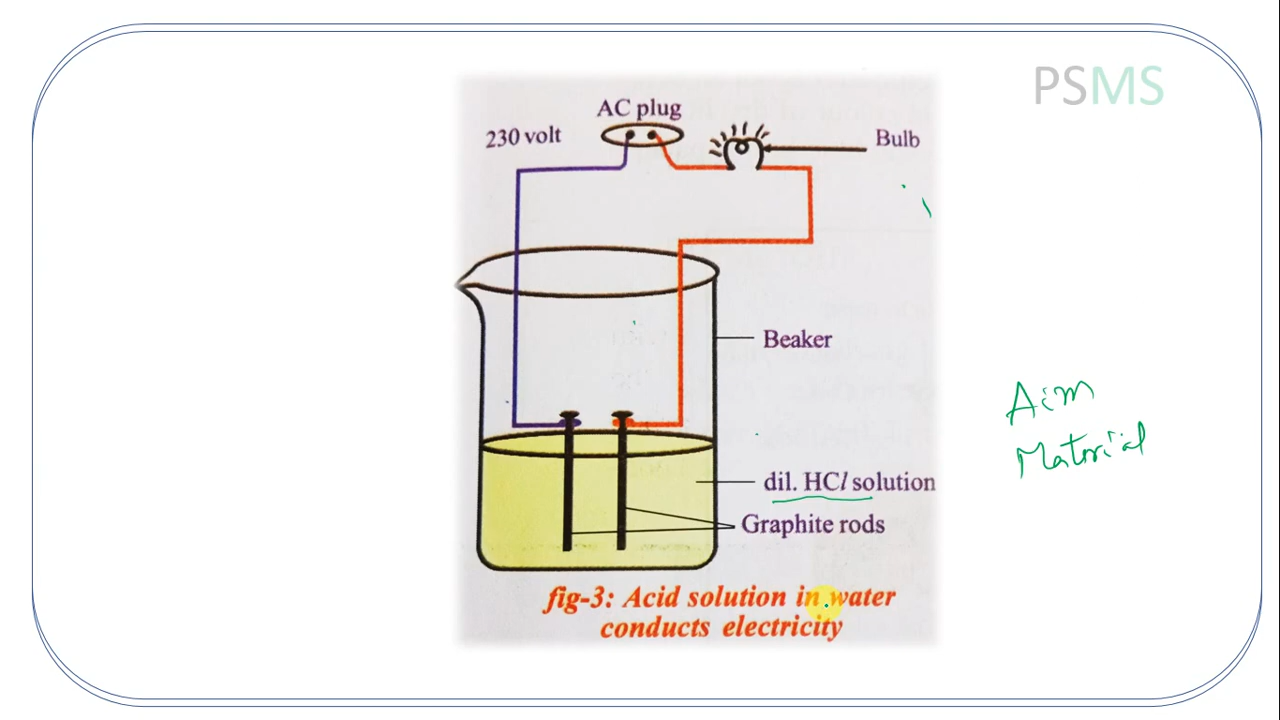 PSMS
AC plug
230 volt
Bulb
Beaker
Aim
Material
dil. HCl solution
Graphite rods
fig-3: Acid solution in water
conducts electricity